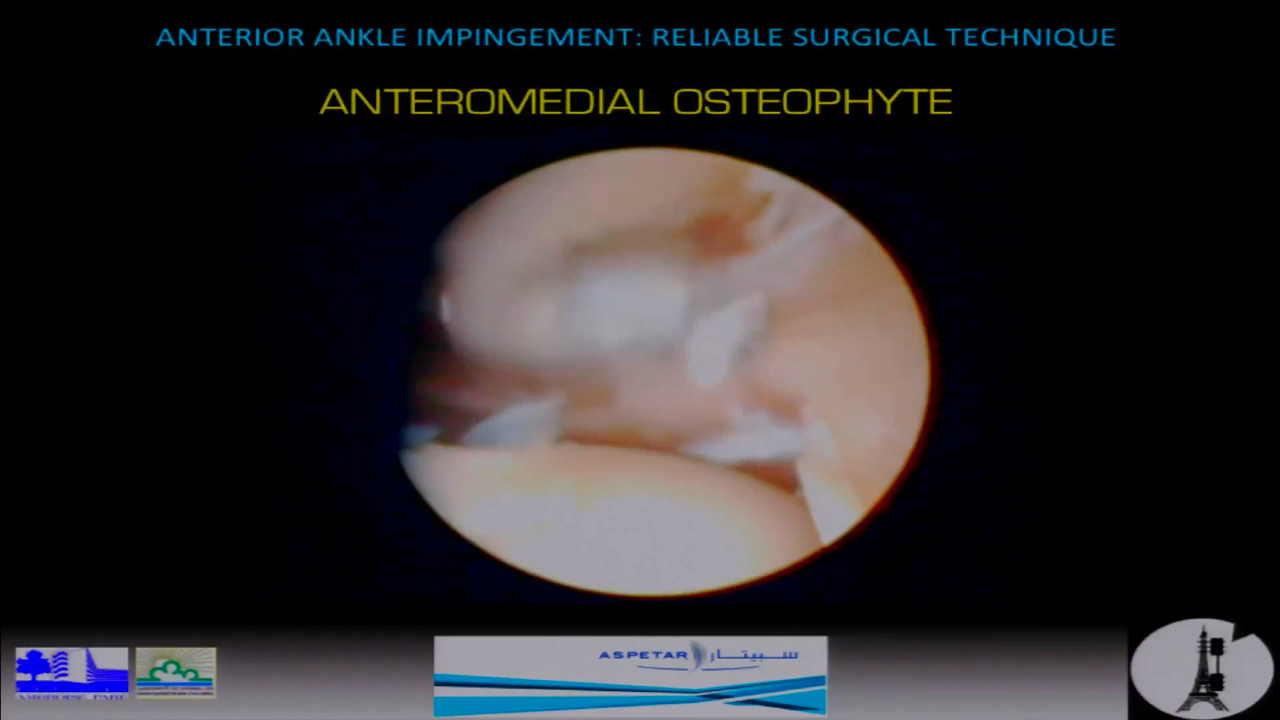 ANTERIOR ANKLE IMPINGEMENT: RELIABLE SURGICAL TECHNIQUE
ANTEROMEDIAL OSTEOPHYTE
ASPETAR سبيتار